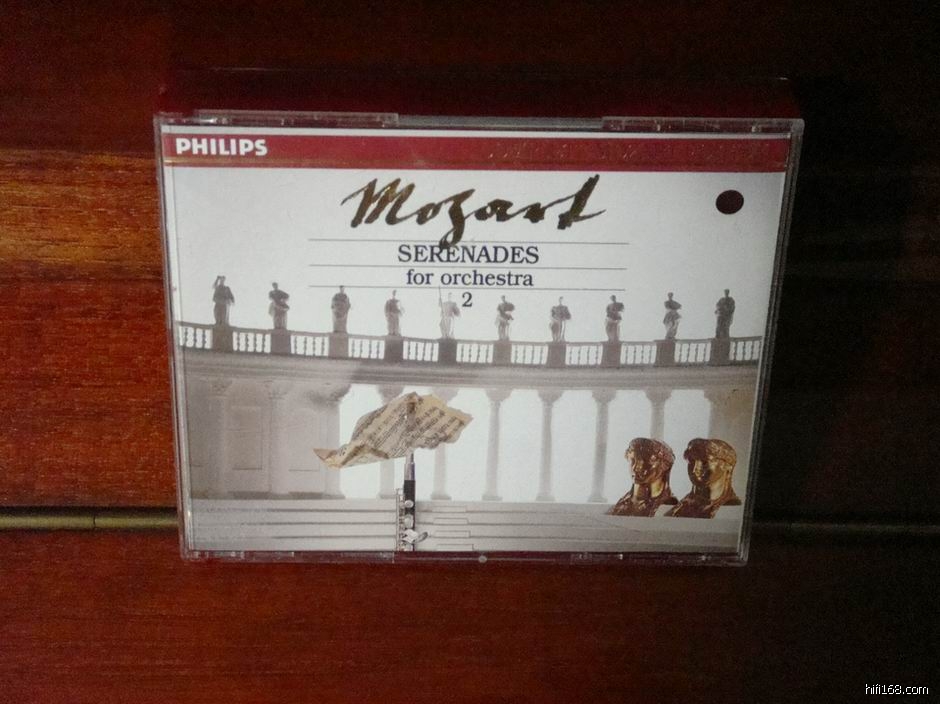 PHILIPS
Mozart
SERENADES
for orchestra
2
hifi168.com